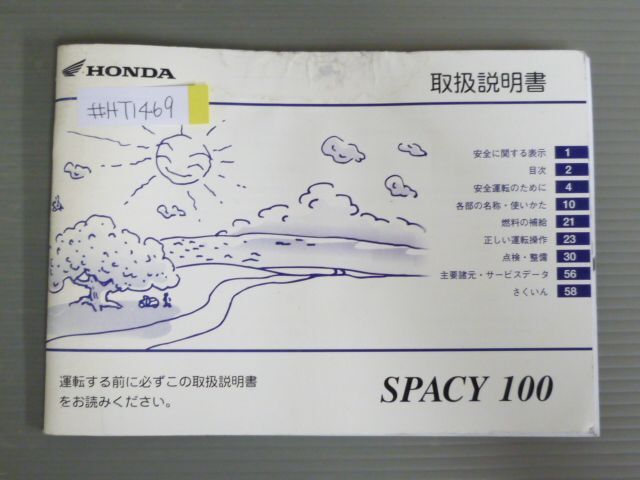 HONDA
#HT1469
取扱説明書
安全に関する表示 1
目次 2
安全運転のために 4
各部の名称・使いかた 10
燃料の補給 21
正しい運転操作 23
点検・整備 30
主要諸元・サービスデータ 56
さくいん 58
運転する前に必ずこの取扱説明書
をお読みください。
SPACY 100